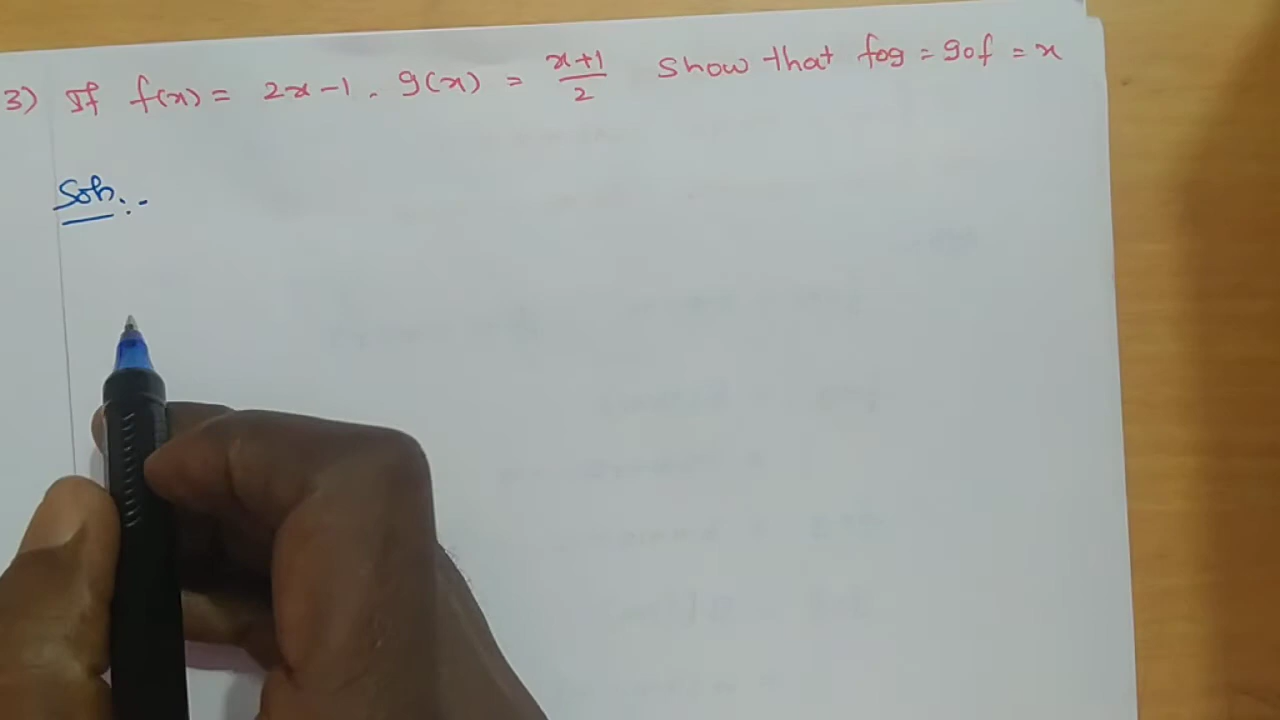 3) If f(x) = 2x-1. g(x) = x+1/2 show that fog = gof = x
Soln:-